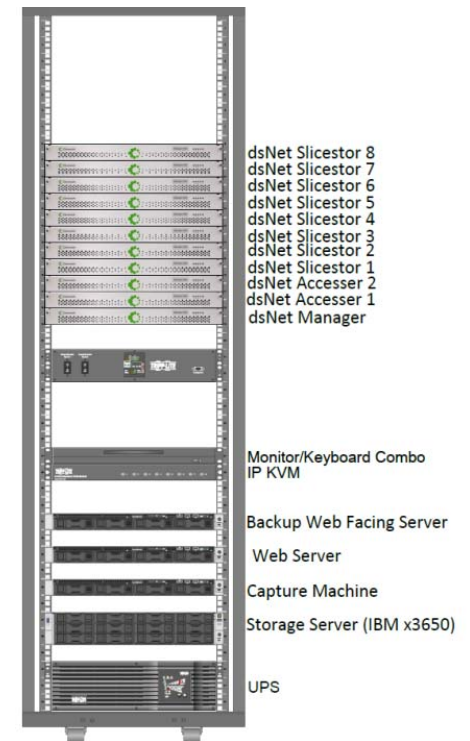 dsNet Slicestor 8
dsNet Slicestor 7
dsNet Slicestor 6
dsNet Slicestor 5
dsNet Slicestor 4
dsNet Slicestor 3
dsNet Slicestor 2
dsNet Slicestor 1
dsNet Accesser 2
dsNet Accesser 1
dsNet Manager
TRIPP·LITE
Monitor/Keyboard Combo
IP KVM
Backup Web Facing Server
Web Server
Capture Machine
Storage Server (IBM x3650)
UPS